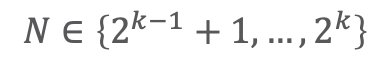 N ∈ {2^{k−1} + 1, … , 2^k}